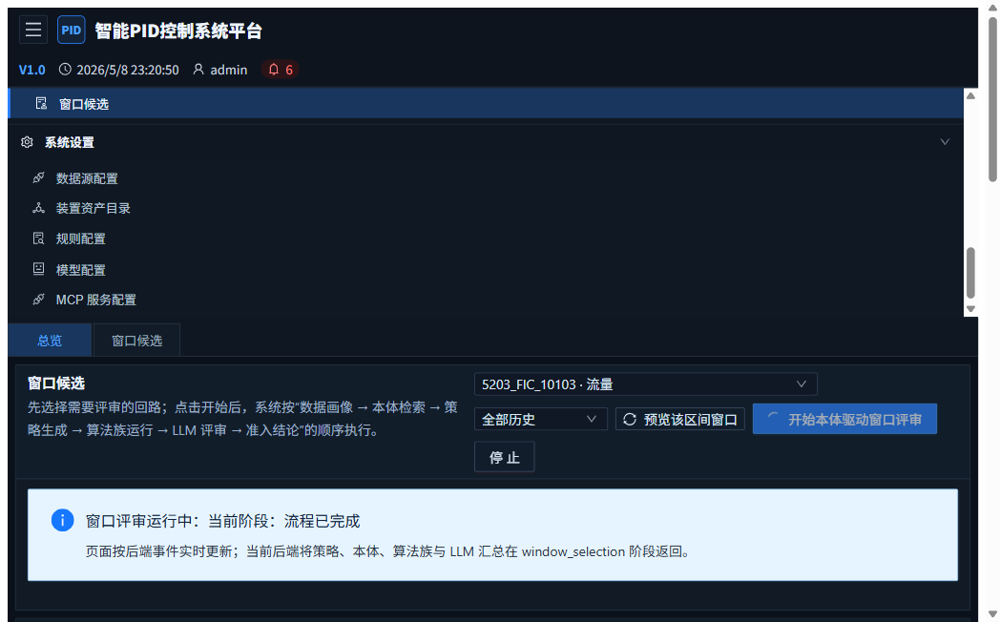 PID 智能PID控制系统平台
V1.0 2026/5/8 23:20:50 admin 6
窗口候选
系统设置
数据源配置
装置资产目录
规则配置
模型配置
MCP 服务配置
总览 窗口候选
窗口候选
先选择需要评审的回路；点击开始后，系统按“数据画像 → 本体检索 → 策
略生成 → 算法族运行 → LLM 评审 → 准入结论”的顺序执行。
5203_FIC_10103 · 流量
全部历史 预览该区间窗口 开始本体驱动窗口评审
停 止
窗口评审运行中：当前阶段：流程已完成
页面按后端事件实时更新；当前后端将策略、本体、算法族与 LLM 汇总在 window_selection 阶段返回。